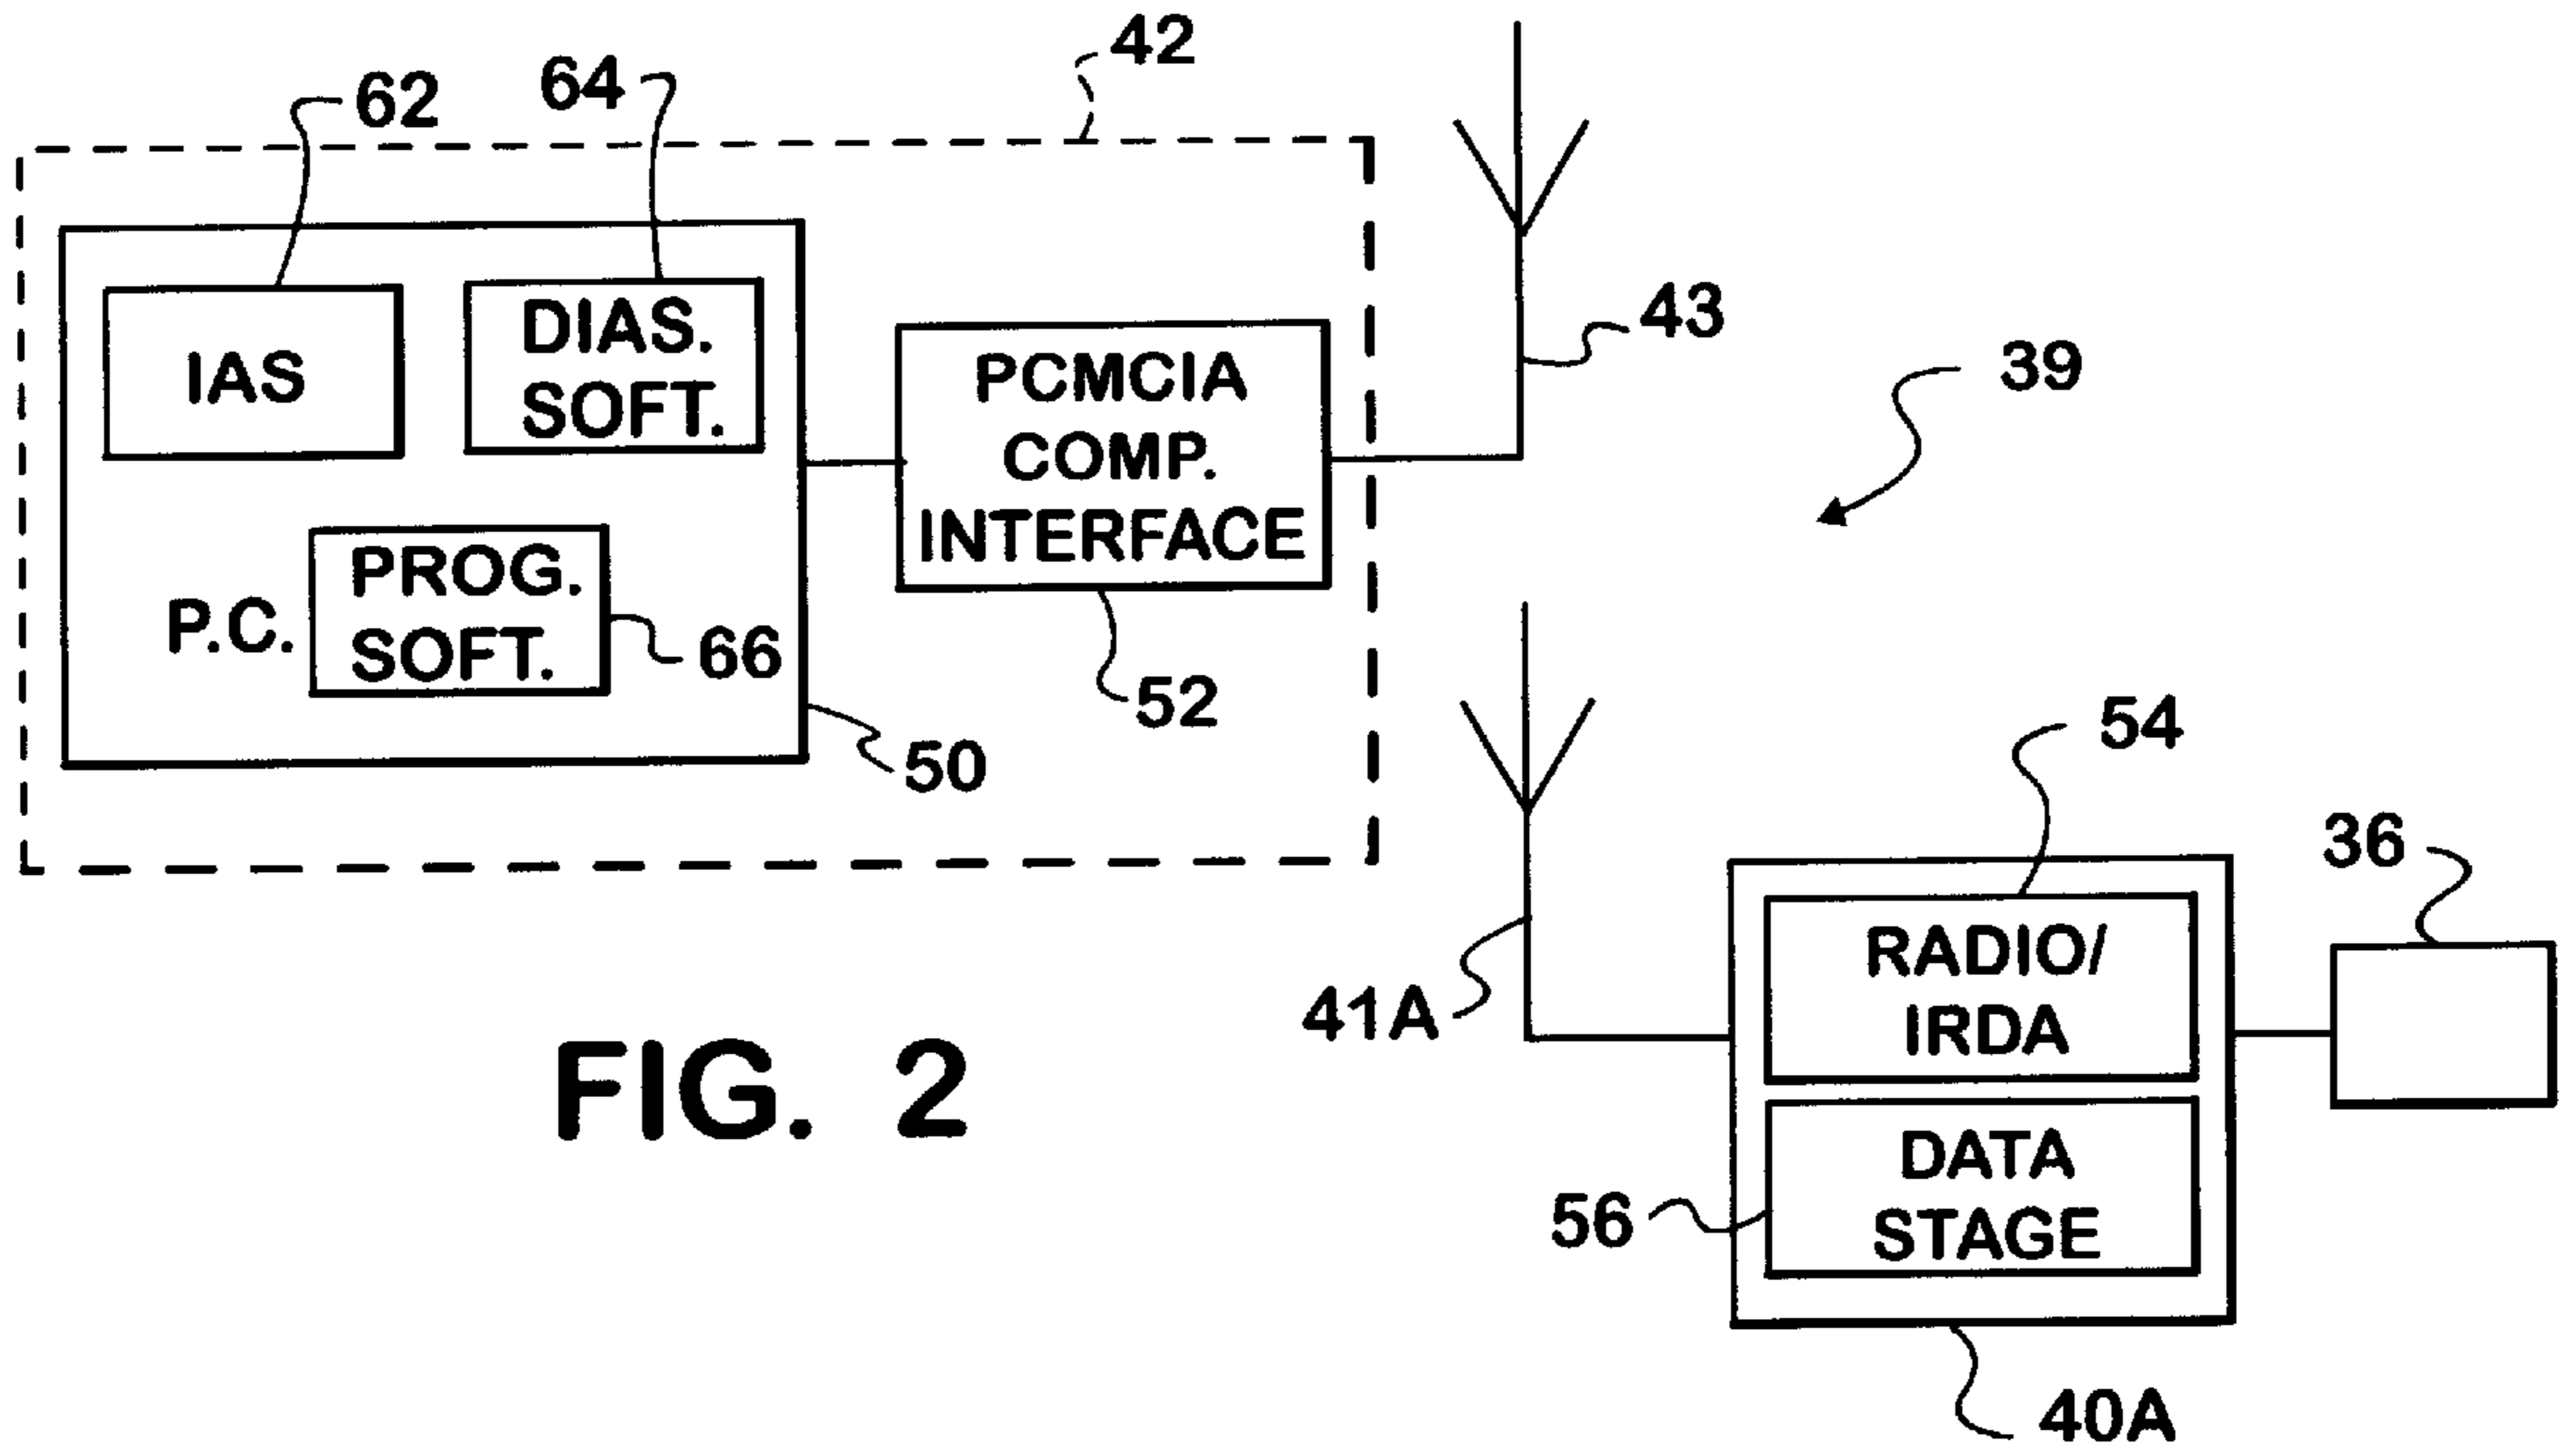 42
62
64
IAS
DIAS.
SOFT.
PCMCIA
COMP.
INTERFACE
43
39
P.C.
PROG.
SOFT.
66
52
50
54
36
RADIO/
IRDA
41A
DATA
STAGE
56
40A
FIG. 2